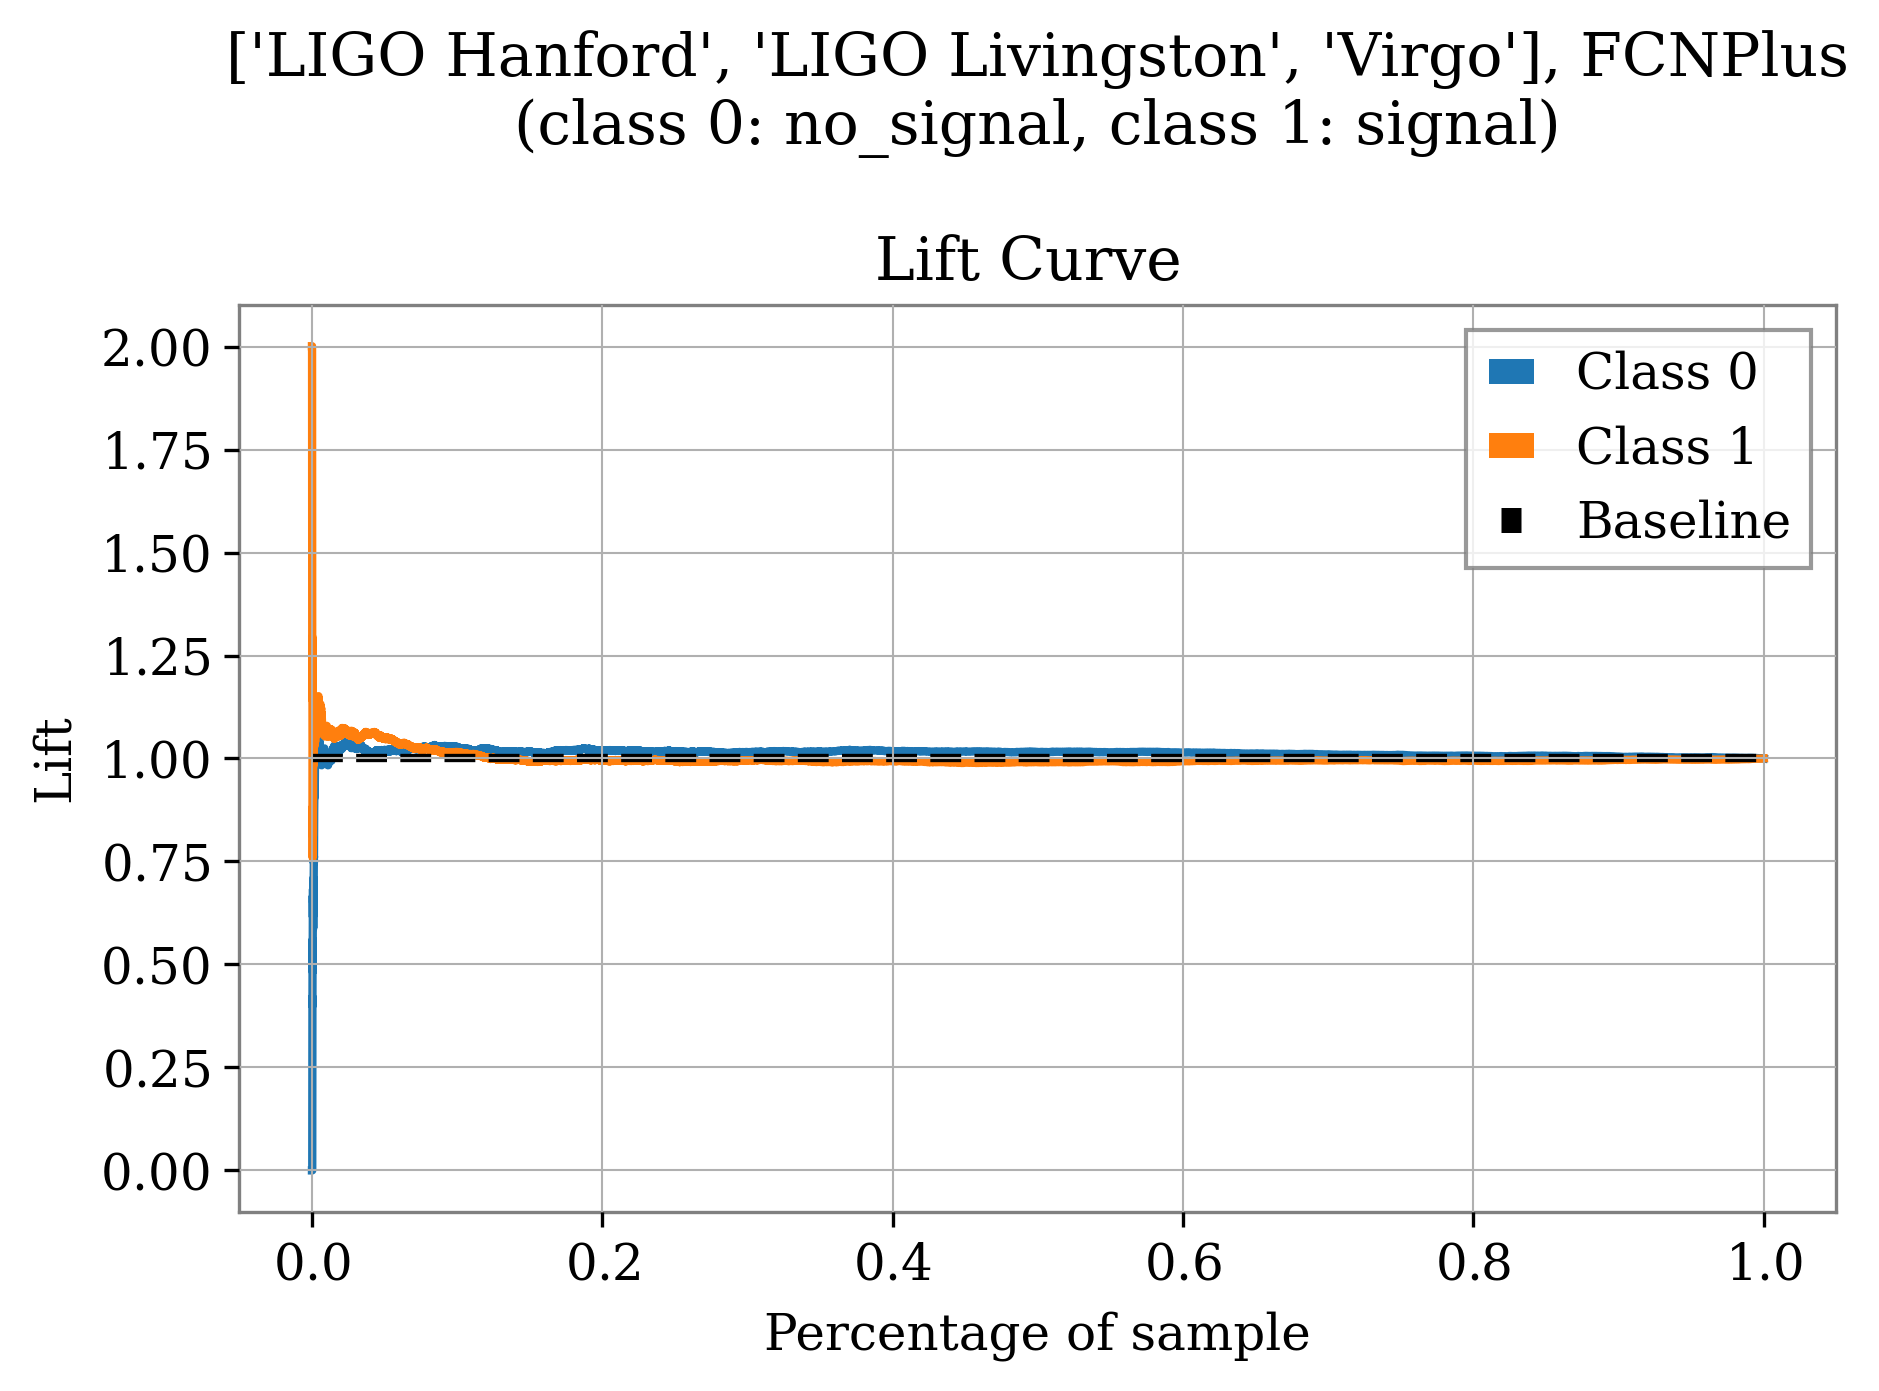 ['LIGO Hanford', 'LIGO Livingston', 'Virgo'], FCNPlus
(class 0: no_signal, class 1: signal)
Lift Curve
2.00
1.75
1.50
1.25
1.00
0.75
0.50
0.25
0.00
Lift
Class 0
Class 1
Baseline
0.0
0.2
0.4
0.6
0.8
1.0
Percentage of sample